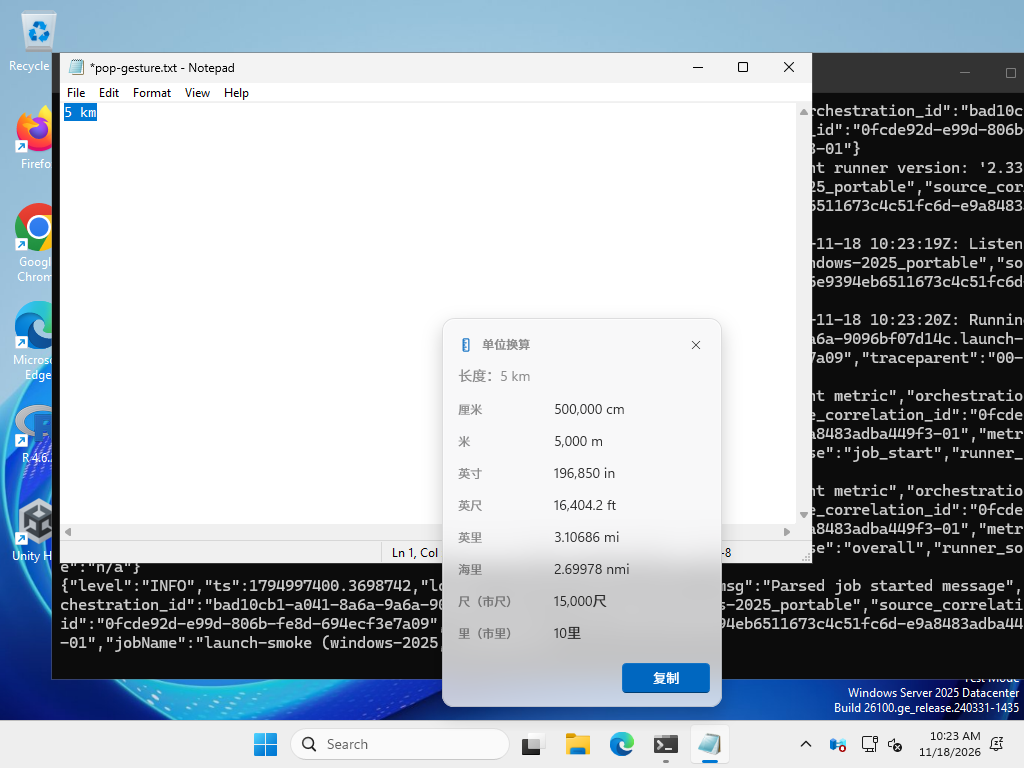 Recycle
Firefo
Googl
Chrom
Micros
Edge
R 4.6.
Unity H
*pop-gesture.txt - Notepad
File Edit Format View Help
5 km
Ln 1, Col
-8
单位换算
长度：5 km
厘米 500,000 cm
米 5,000 m
英寸 196,850 in
英尺 16,404.2 ft
英里 3.10686 mi
海里 2.69978 nmi
尺（市尺） 15,000尺
里（市里） 10里
复制
rchestration_id":"bad10c
_id":"0fcde92d-e99d-806b
3-01"}
nt runner version: '2.33
25_portable","source_cor
6511673c4c51fc6d-e9a8483
-11-18 10:23:19Z: Listen
ndows-2025_portable","so
6e9394eb6511673c4c51fc6d
-11-18 10:23:20Z: Runnin
a6a-9096bf07d14c.launch-
7a09","traceparent":"00-
nt metric","orchestratio
e_correlation_id":"0fcde
a8483adba449f3-01","metr
se":"job_start","runner_
nt metric","orchestratio
e_correlation_id":"0fcde
a8483adba449f3-01","metr
se":"overall","runner_so
e":"n/a"}
{"level":"INFO","ts":1794997400.3698742,"lo msg":"Parsed job started message",
chestration_id":"bad10cb1-a041-8a6a-9a6a-90 s-2025_portable","source_correlati
id":"0fcde92d-e99d-806b-fe8d-694ecf3e7a09", 94eb6511673c4c51fc6d-e9a8483adba44
-01","jobName":"launch-smoke (windows-2025,
Test Mode
Windows Server 2025 Datacenter
Build 26100.ge_release.240331-1435
Search
10:23 AM
11/18/2026